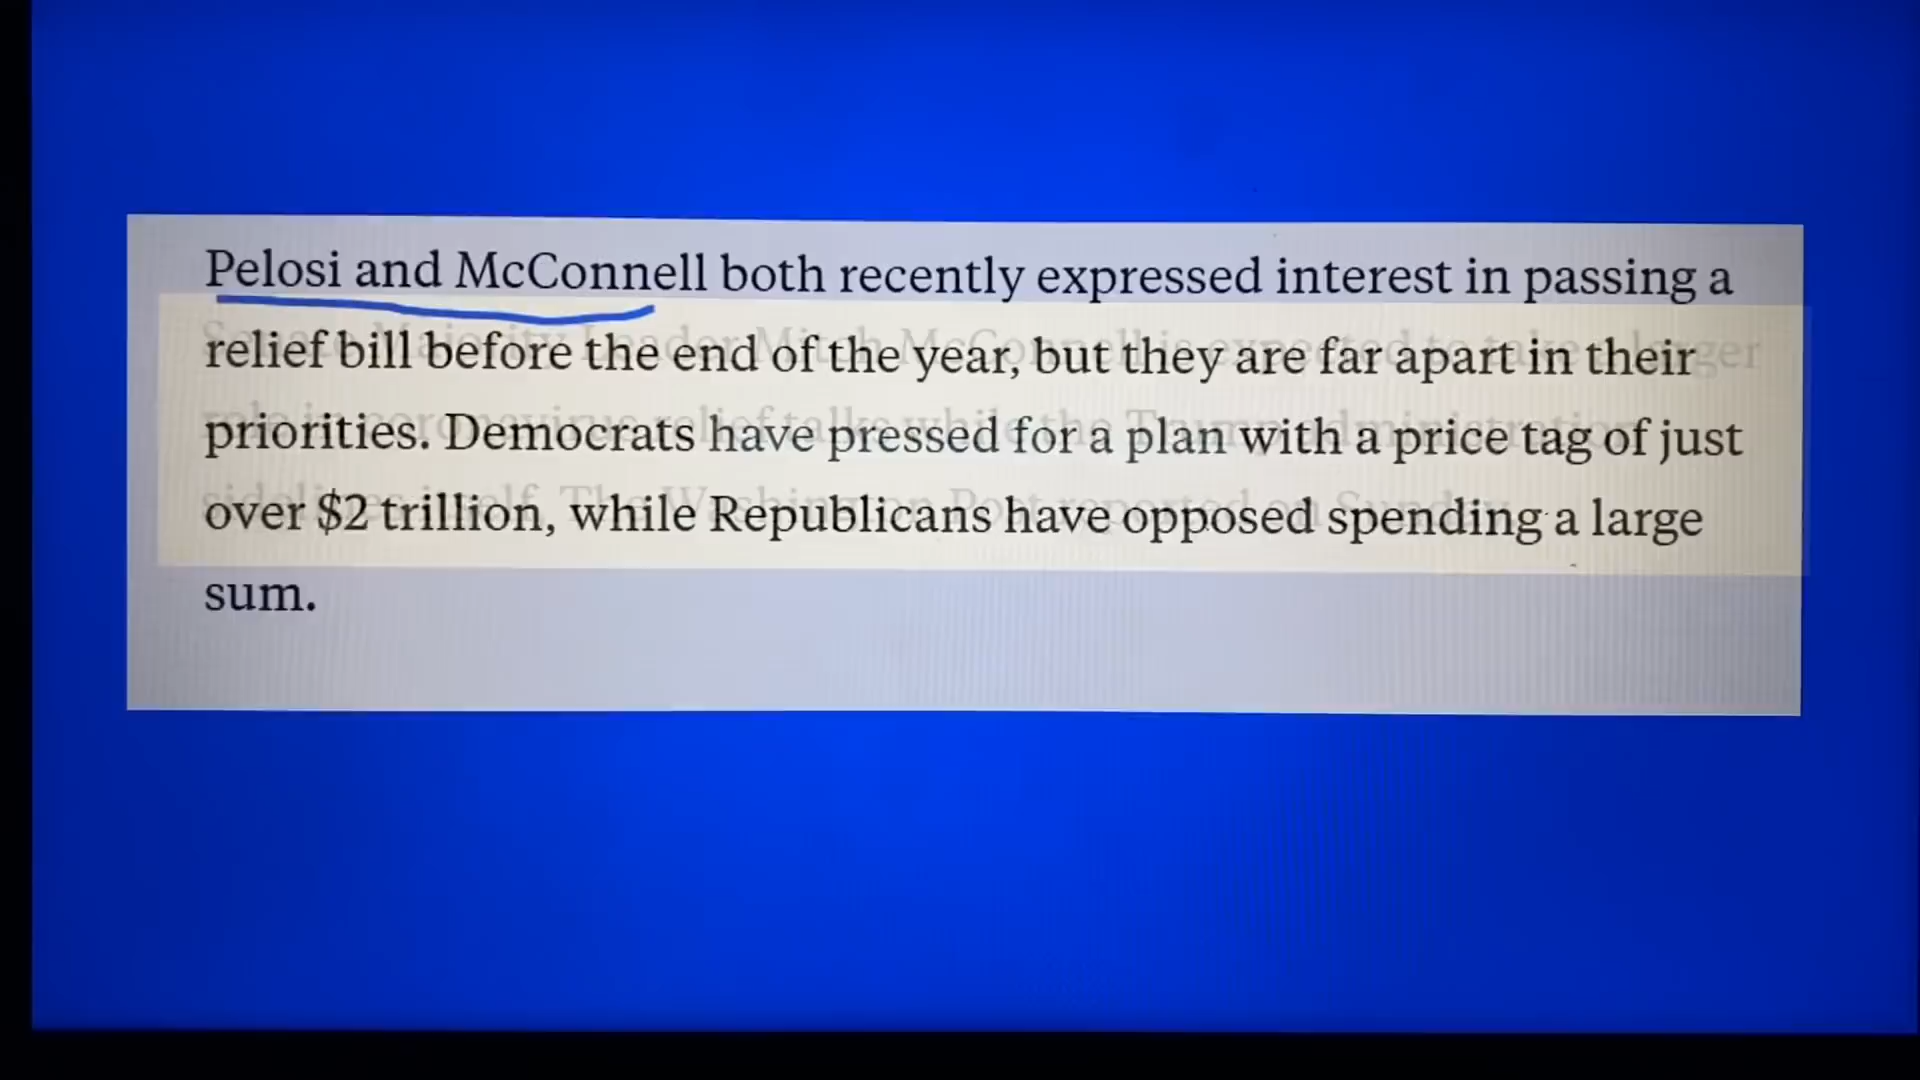 Pelosi and McConnell both recently expressed interest in passing a
relief bill before the end of the year, but they are far apart in their
priorities. Democrats have pressed for a plan with a price tag of just
over $2 trillion, while Republicans have opposed spending a large
sum.